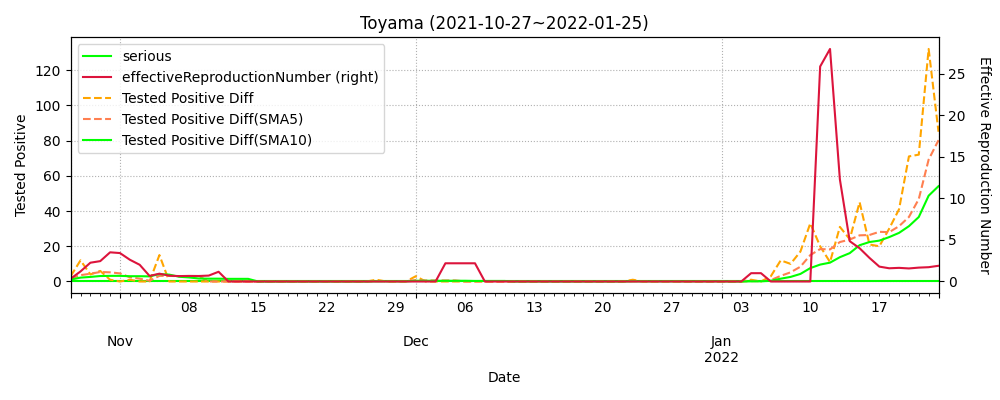 Toyama (2021-10-27~2022-01-25)
serious
effectiveReproductionNumber (right)
Tested Positive Diff
Tested Positive Diff(SMA5)
Tested Positive Diff(SMA10)
Tested Positive
120
100
80
60
40
20
0
25
20
15
10
5
0
Effective Reproduction Number
08 15 22 29 06 13 20 27 03 10 17
Nov Dec Jan
2022
Date